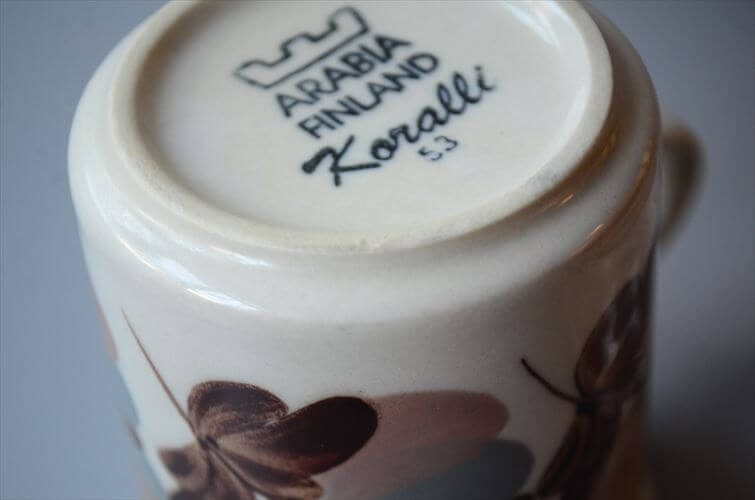 ARABIA
FINLAND
Koralli
53